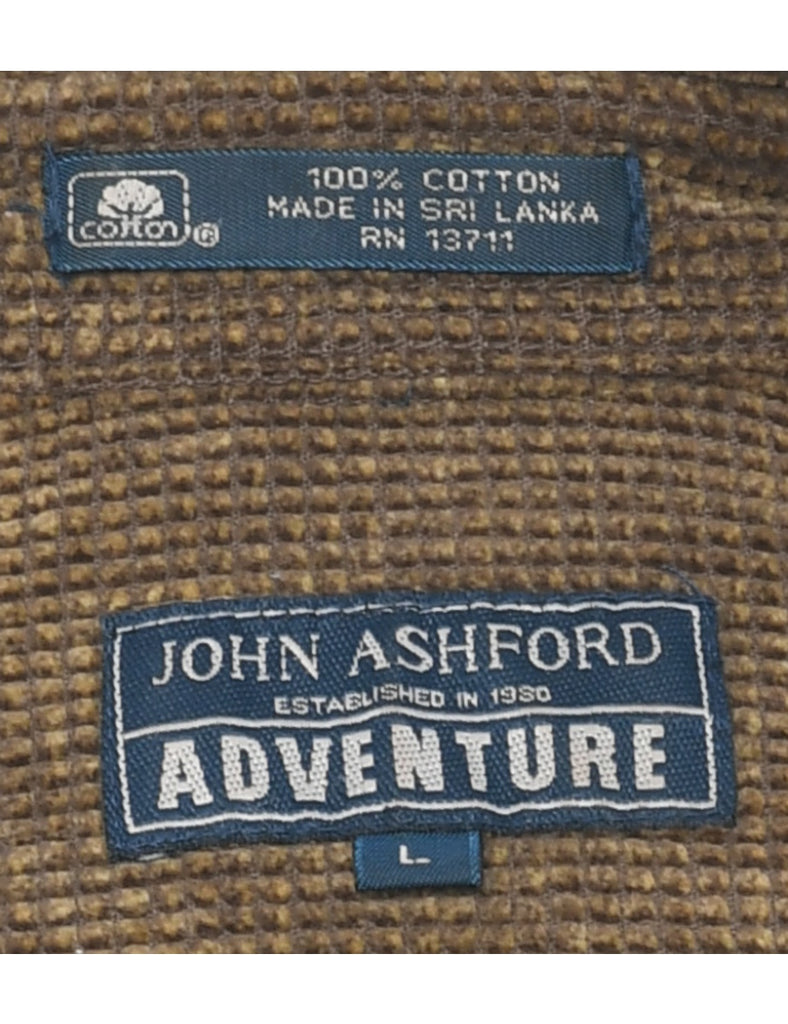 100% COTTON
MADE IN SRI LANKA
RN 13711
cotton®
JOHN ASHFORD
ESTABLISHED IN 1980
ADVENTURE
L